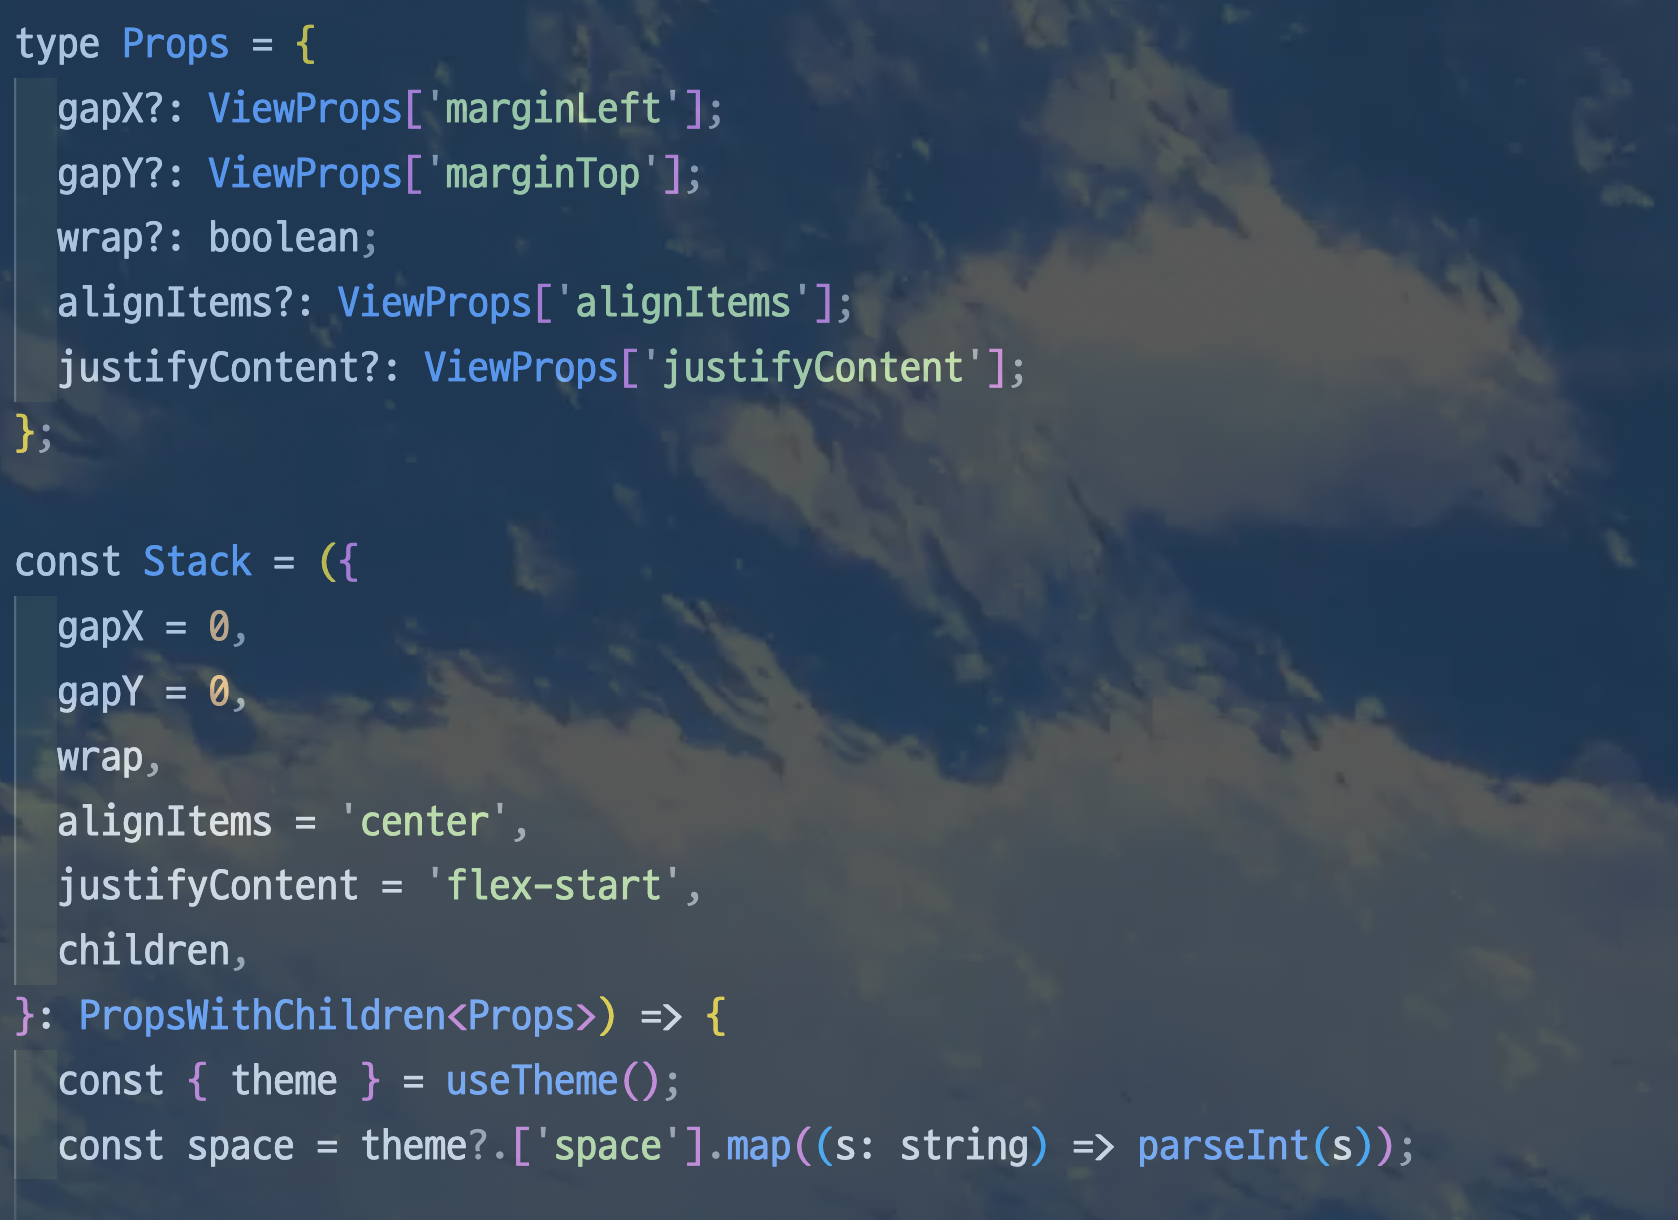 type Props = {
  gapX?: ViewProps['marginLeft'];
  gapY?: ViewProps['marginTop'];
  wrap?: boolean;
  alignItems?: ViewProps['alignItems'];
  justifyContent?: ViewProps['justifyContent'];
};

const Stack = ({
  gapX = 0,
  gapY = 0,
  wrap,
  alignItems = 'center',
  justifyContent = 'flex-start',
  children,
}: PropsWithChildren<Props>) => {
  const { theme } = useTheme();
  const space = theme?.['space'].map((s: string) => parseInt(s));